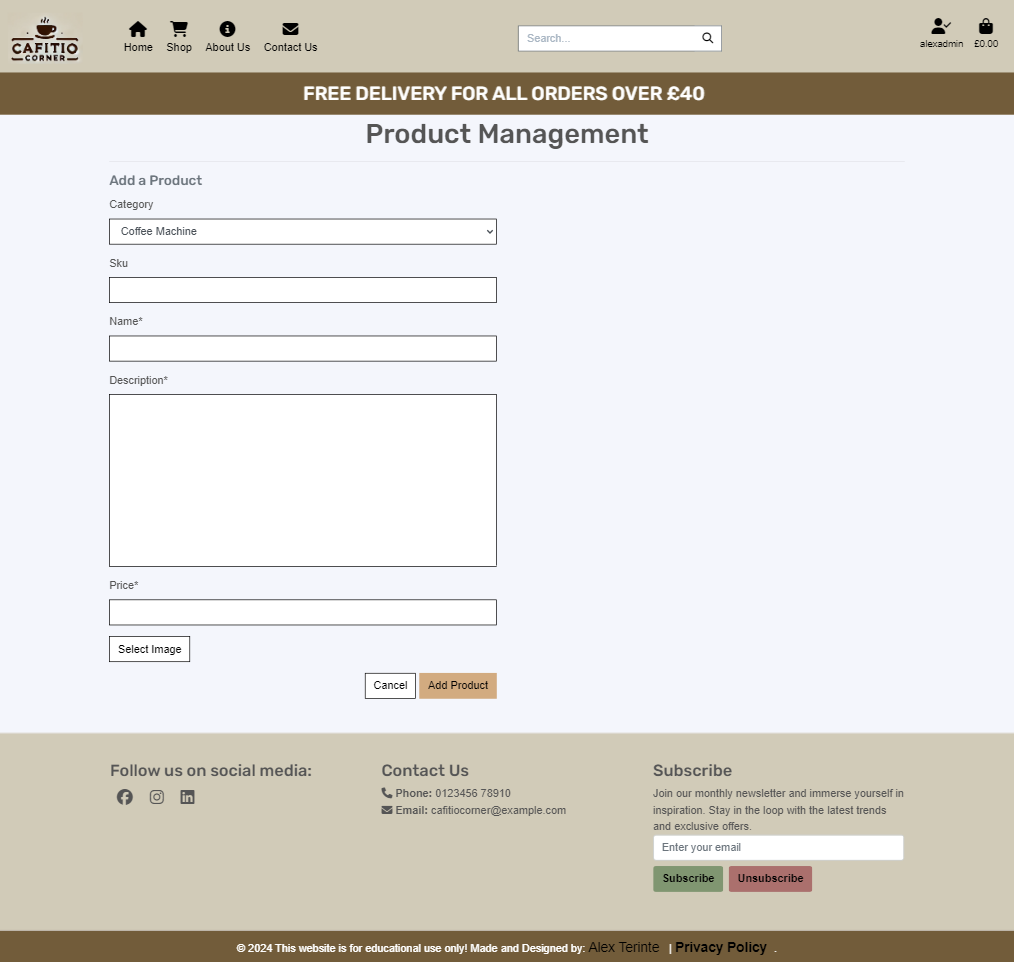 CAFITIO
CORNER
Home Shop About Us Contact Us
Search...
alexadmin £0.00
FREE DELIVERY FOR ALL ORDERS OVER £40
Product Management
Add a Product
Category
Coffee Machine
Sku
Name*
Description*
Price*
Select Image
Cancel Add Product
Follow us on social media:
Contact Us
Phone: 0123456 78910
Email: cafitiocorner@example.com
Subscribe
Join our monthly newsletter and immerse yourself in
inspiration. Stay in the loop with the latest trends
and exclusive offers.
Enter your email
Subscribe Unsubscribe
© 2024 This website is for educational use only! Made and Designed by: Alex Terinte | Privacy Policy .